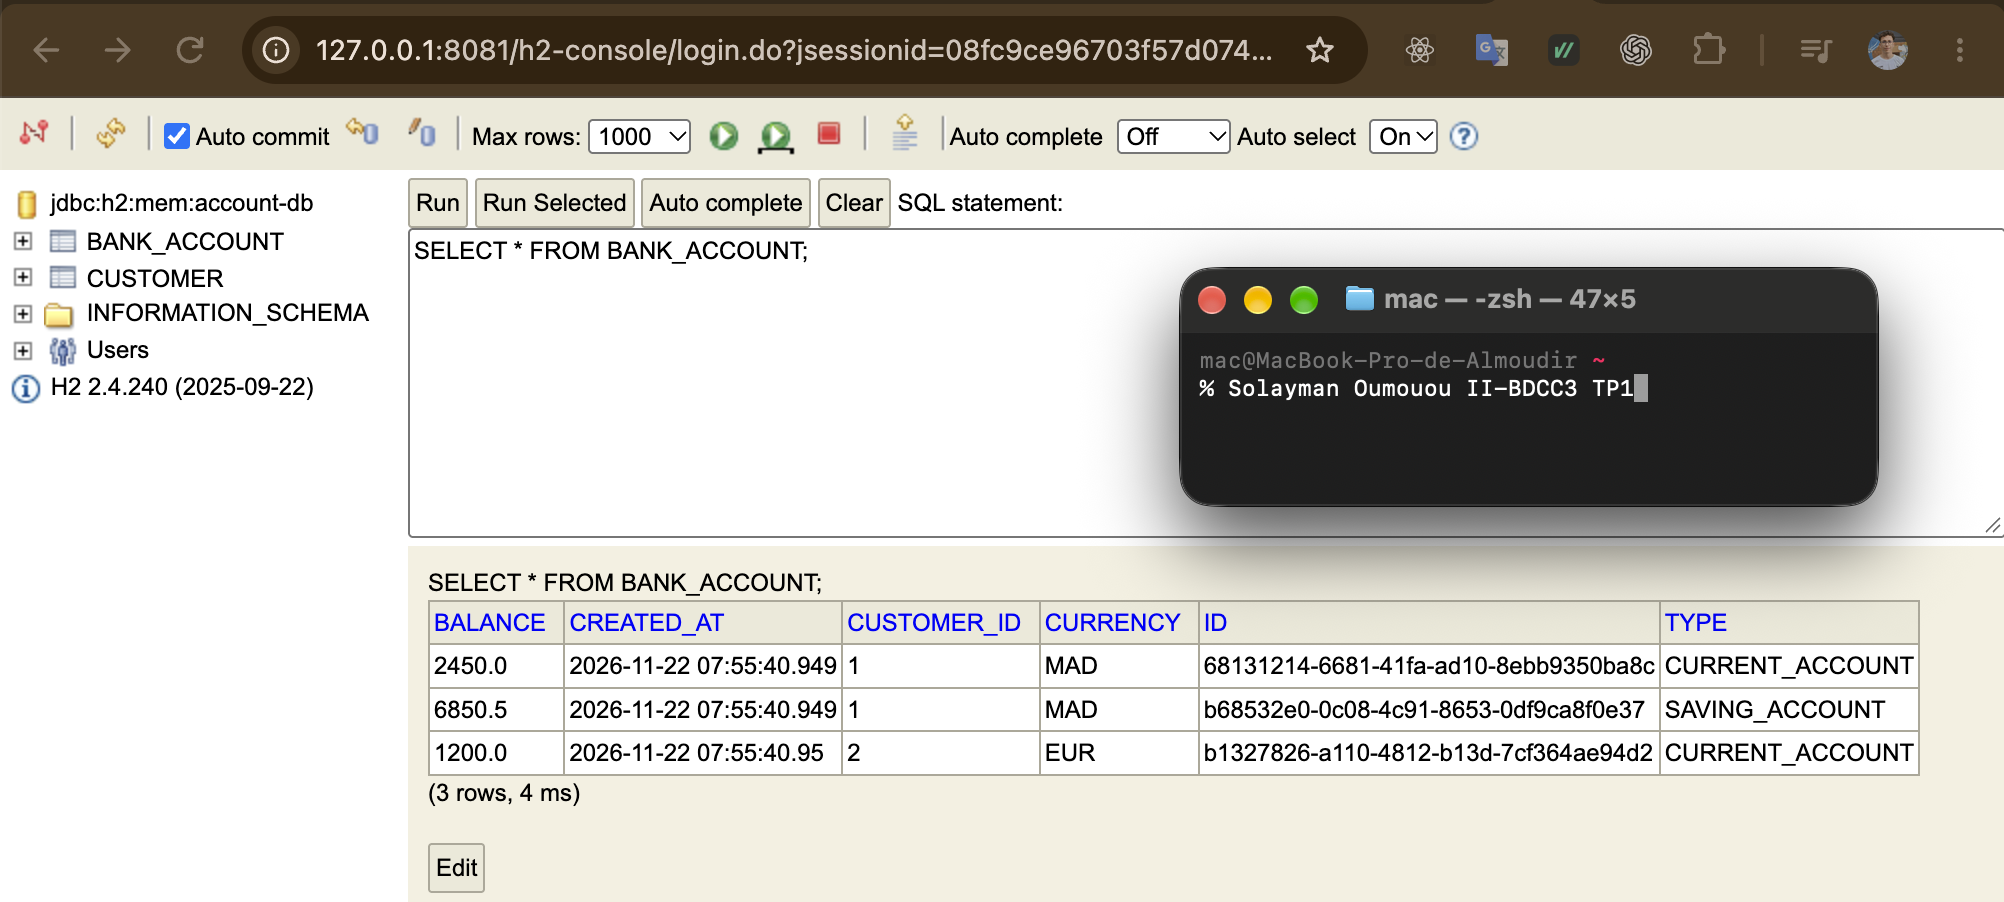 127.0.0.1:8081/h2-console/login.do?jsessionid=08fc9ce96703f57d074...
Auto commit Max rows: 1000 Auto complete Off Auto select On
jdbc:h2:mem:account-db
BANK_ACCOUNT
CUSTOMER
INFORMATION_SCHEMA
Users
H2 2.4.240 (2025-09-22)
Run Run Selected Auto complete Clear SQL statement:
SELECT * FROM BANK_ACCOUNT;
mac — -zsh — 47×5
mac@MacBook-Pro-de-Almoudir ~
% Solayman Oumouou II-BDCC3 TP1
SELECT * FROM BANK_ACCOUNT;
BALANCE CREATED_AT CUSTOMER_ID CURRENCY ID TYPE
2450.0 2026-11-22 07:55:40.949 1 MAD 68131214-6681-41fa-ad10-8ebb9350ba8c CURRENT_ACCOUNT
6850.5 2026-11-22 07:55:40.949 1 MAD b68532e0-0c08-4c91-8653-0df9ca8f0e37 SAVING_ACCOUNT
1200.0 2026-11-22 07:55:40.95 2 EUR b1327826-a110-4812-b13d-7cf364ae94d2 CURRENT_ACCOUNT
(3 rows, 4 ms)
Edit